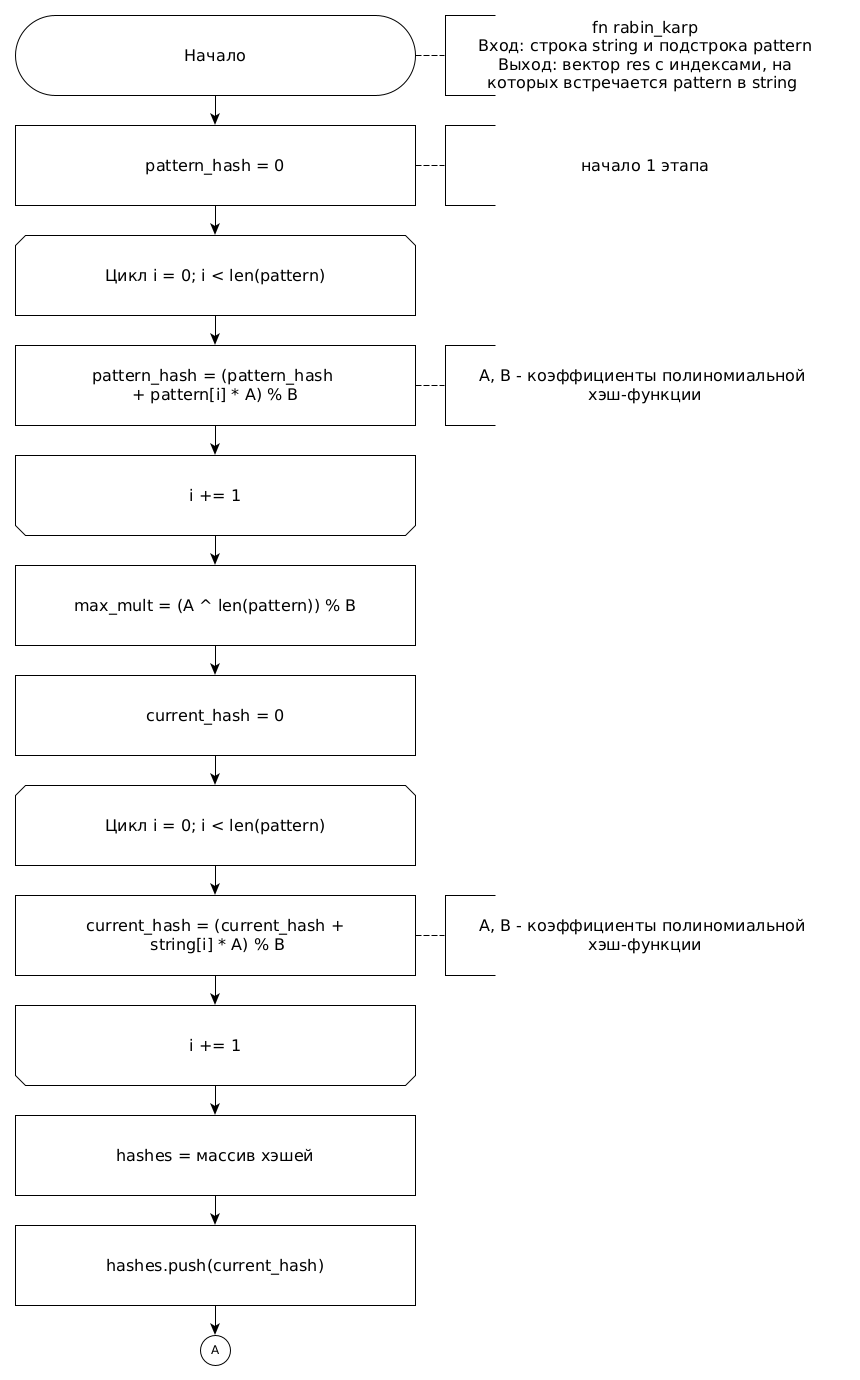 Начало
fn rabin_karp
Вход: строка string и подстрока pattern
Выход: вектор res с индексами, на
которых встречается pattern в string
pattern_hash = 0
начало 1 этапа
Цикл i = 0; i < len(pattern)
pattern_hash = (pattern_hash
+ pattern[i] * A) % B
A, B - коэффициенты полиномиальной
хэш-функции
i += 1
max_mult = (A ^ len(pattern)) % B
current_hash = 0
Цикл i = 0; i < len(pattern)
current_hash = (current_hash +
string[i] * A) % B
A, B - коэффициенты полиномиальной
хэш-функции
i += 1
hashes = массив хэшей
hashes.push(current_hash)
A